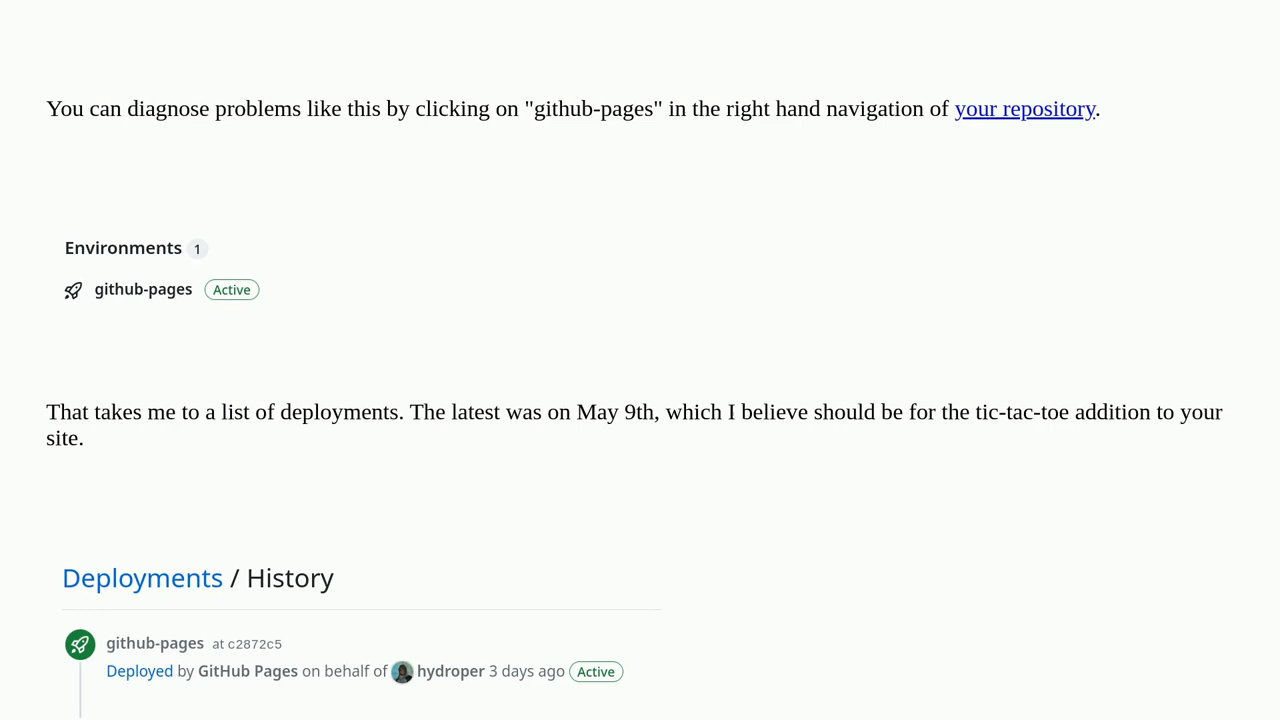 You can diagnose problems like this by clicking on "github-pages" in the right hand navigation of your repository.
Environments 1
github-pages Active
That takes me to a list of deployments. The latest was on May 9th, which I believe should be for the tic-tac-toe addition to your
site.
Deployments / History
github-pages at c2872c5
Deployed by GitHub Pages on behalf of hydroper 3 days ago Active